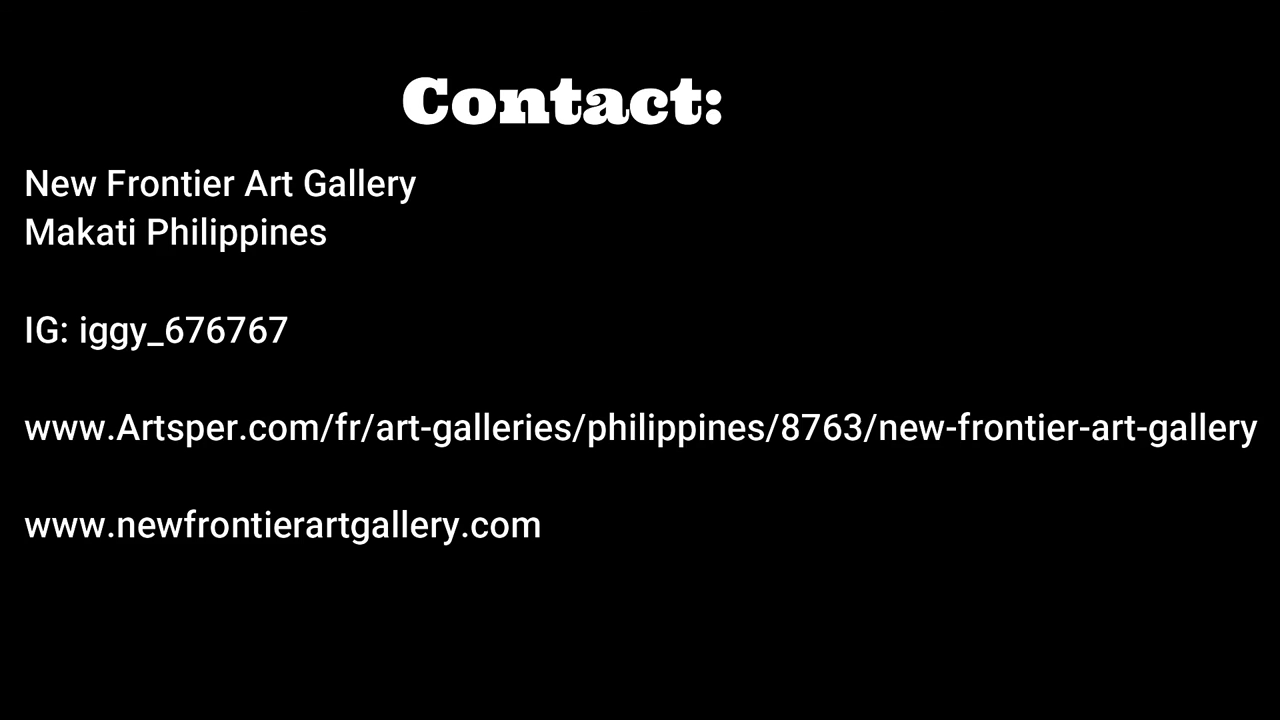 Contact:
New Frontier Art Gallery
Makati Philippines
IG: iggy_676767
www.Artsper.com/fr/art-galleries/philippines/8763/new-frontier-art-gallery
www.newfrontierartgallery.com